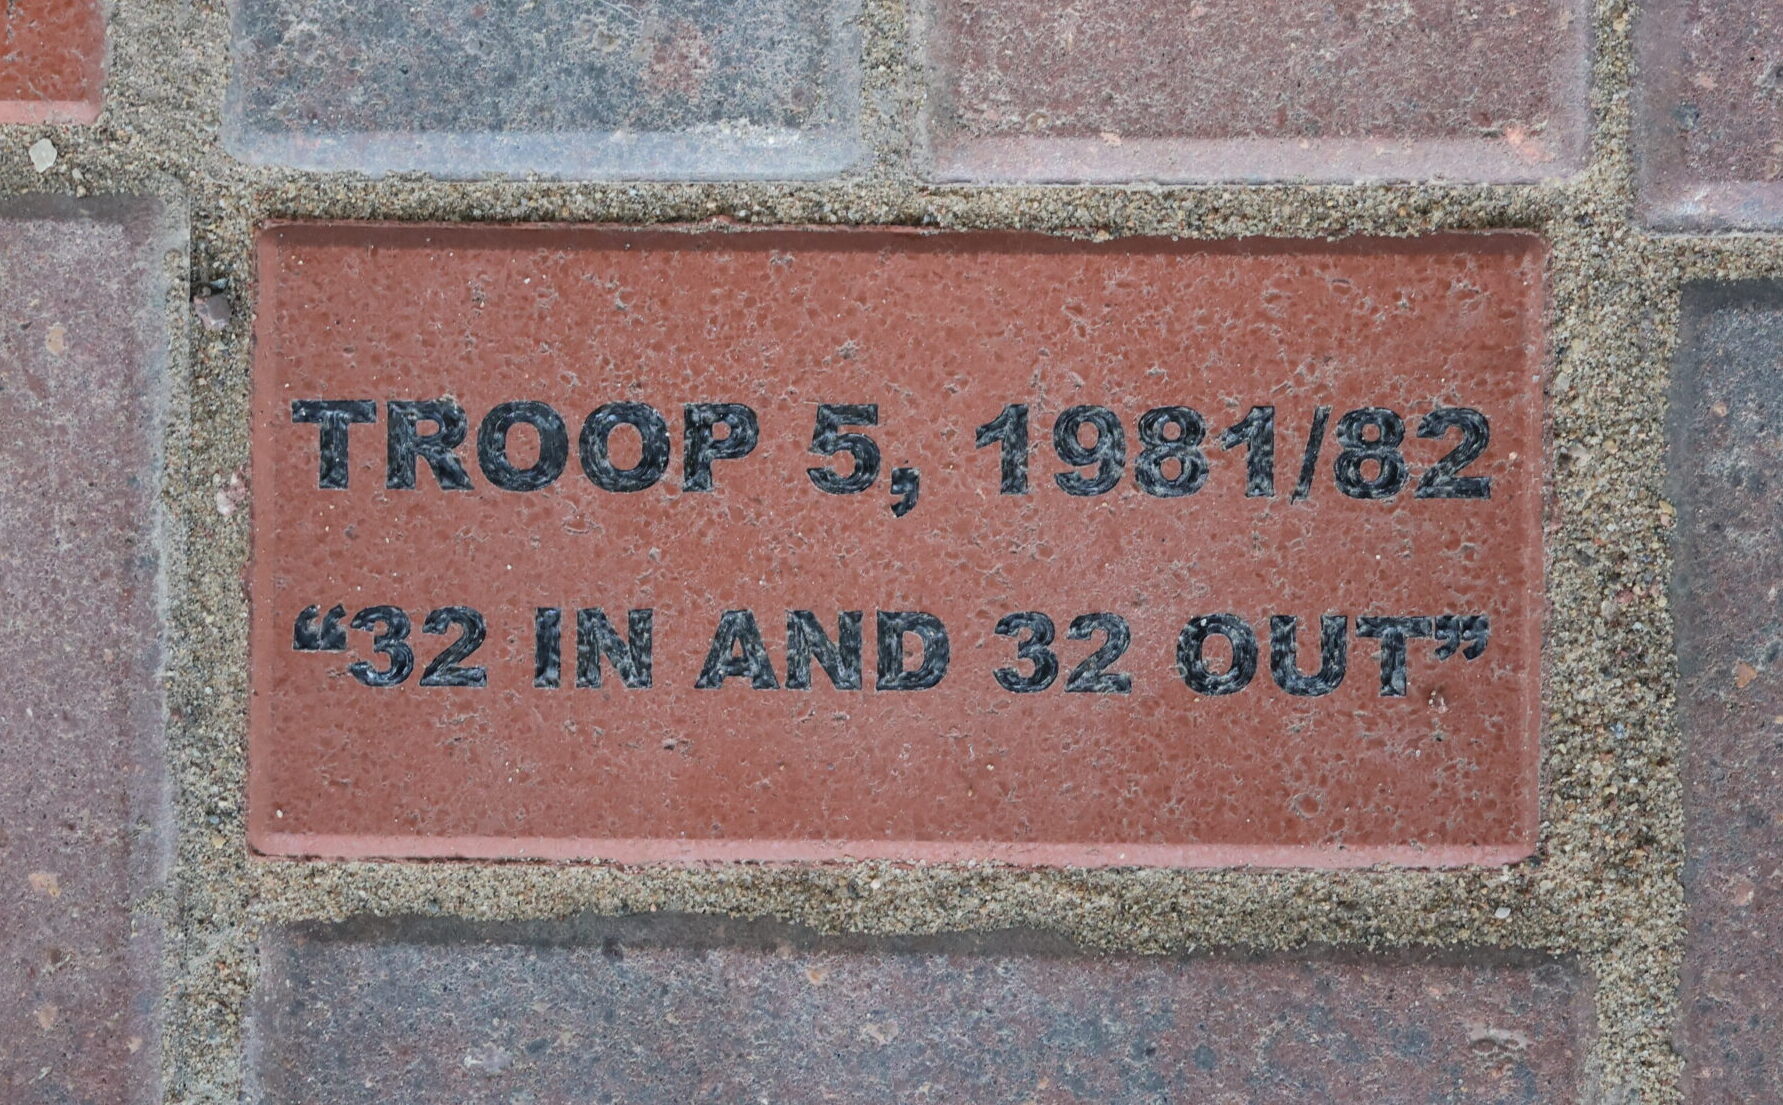 TROOP 5, 1981/82
“32 IN AND 32 OUT”